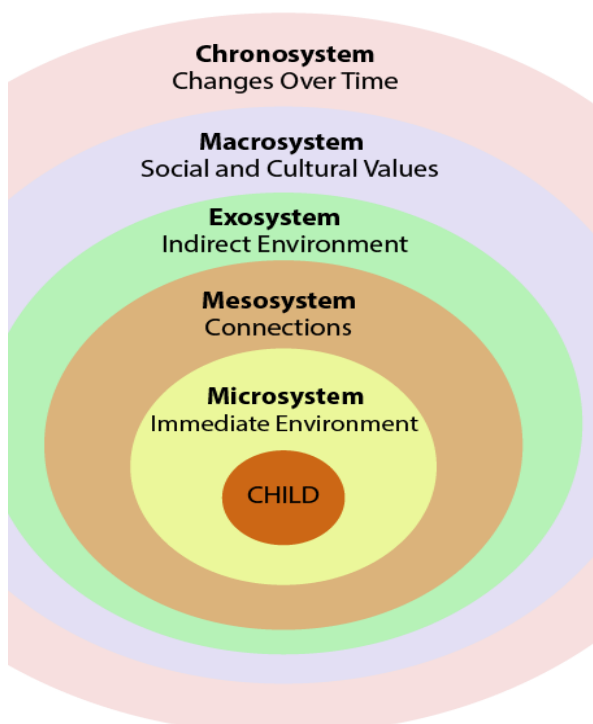 Chronosystem
Changes Over Time
Macrosystem
Social and Cultural Values
Exosystem
Indirect Environment
Mesosystem
Connections
Microsystem
Immediate Environment
CHILD